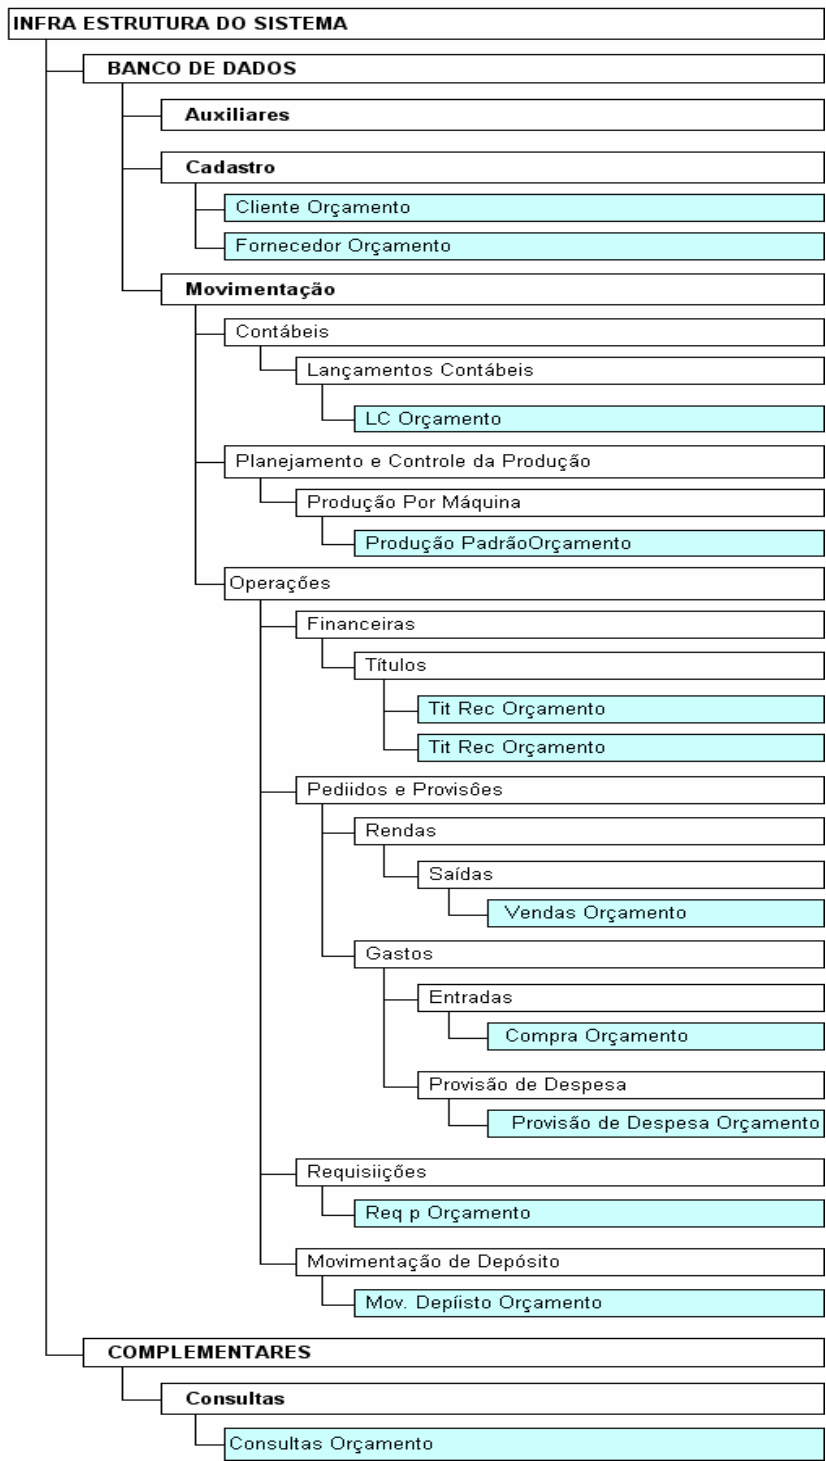 INFRA ESTRUTURA DO SISTEMA
BANCO DE DADOS
Auxiliares
Cadastro
Cliente Orçamento
Fornecedor Orçamento
Movimentação
Contábeis
Lançamentos Contábeis
LC Orçamento
Planejamento e Controle da Produção
Produção Por Máquina
Produção PadrãoOrçamento
Operações
Financeiras
Títulos
Tit Rec Orçamento
Tit Rec Orçamento
Pediidos e Provisões
Rendas
Saídas
Vendas Orçamento
Gastos
Entradas
Compra Orçamento
Provisão de Despesa
Provisão de Despesa Orçamento
Requisiições
Req p Orçamento
Movimentação de Depósito
Mov. Depíisto Orçamento
COMPLEMENTARES
Consultas
Consultas Orçamento